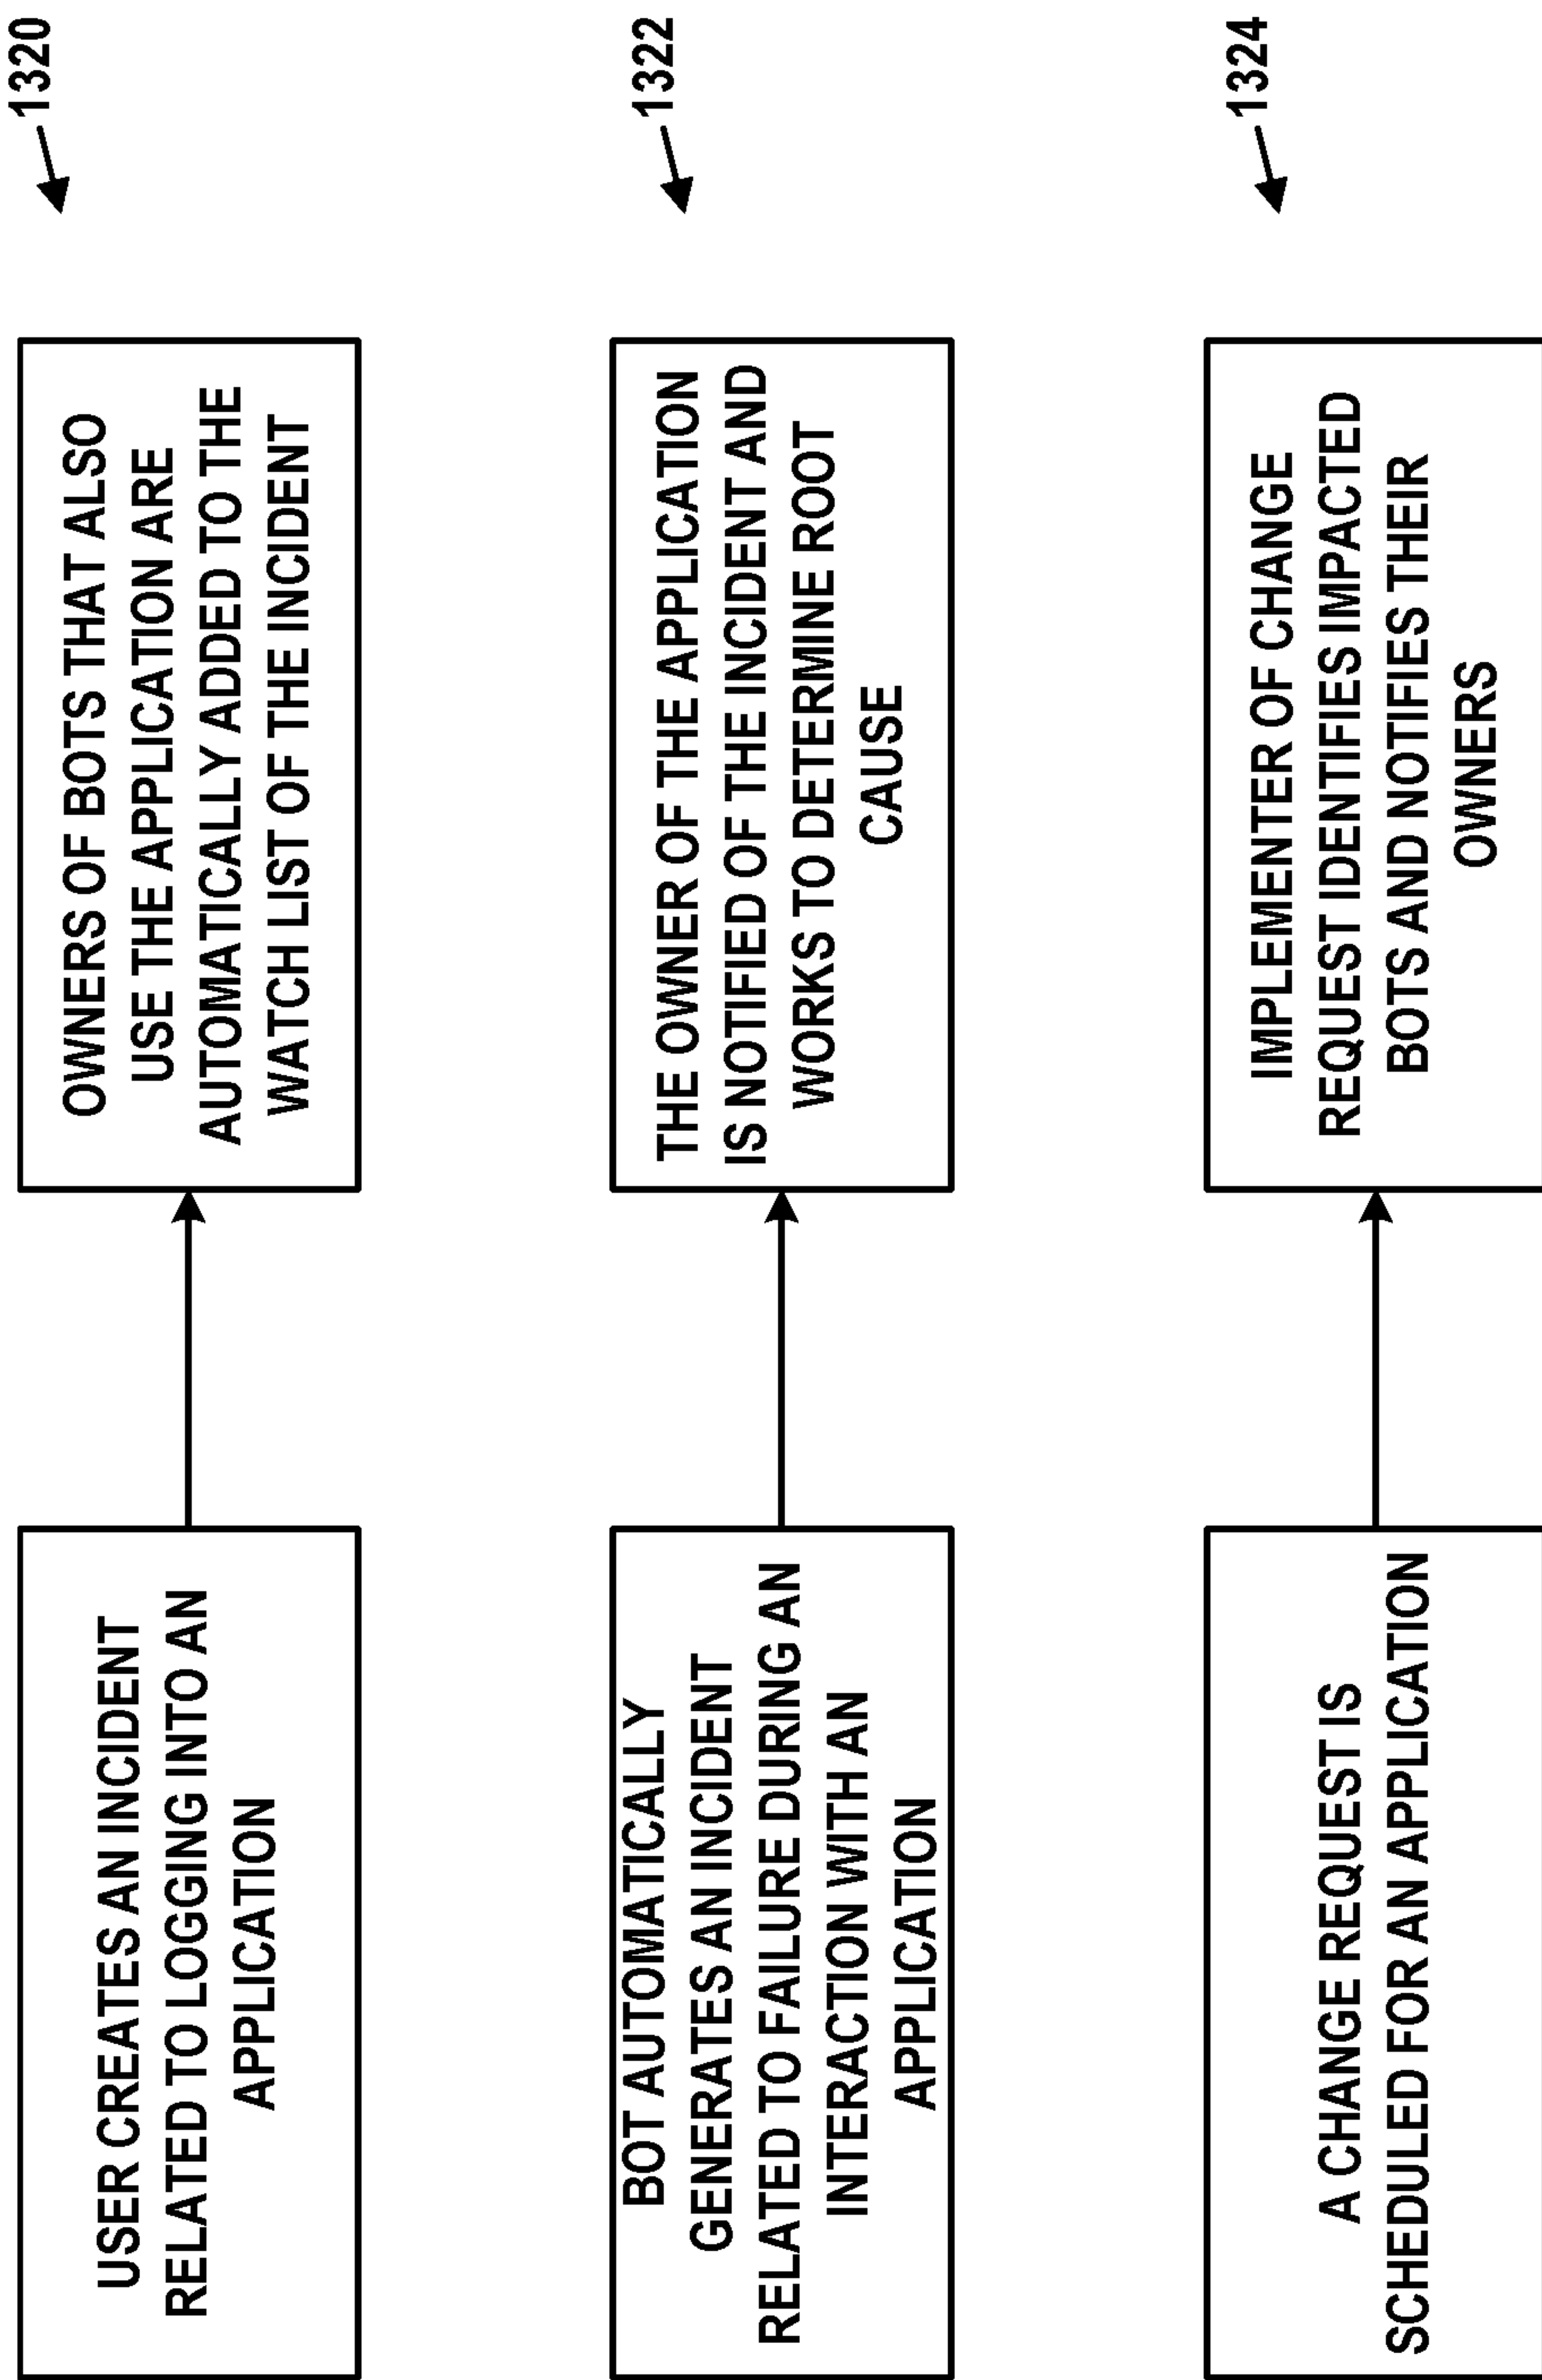 USER CREATES AN INCIDENT
RELATED TO LOGGING INTO AN
APPLICATION
OWNERS OF BOTS THAT ALSO
USE THE APPLICATION ARE
AUTOMATICALLY ADDED TO THE
WATCH LIST OF THE INCIDENT
1320
BOT AUTOMATICALLY
GENERATES AN INCIDENT
RELATED TO FAILURE DURING AN
INTERACTION WITH AN
APPLICATION
THE OWNER OF THE APPLICATION
IS NOTIFIED OF THE INCIDENT AND
WORKS TO DETERMINE ROOT
CAUSE
1322
A CHANGE REQUEST IS
SCHEDULED FOR AN APPLICATION
IMPLEMENTER OF CHANGE
REQUEST IDENTIFIES IMPACTED
BOTS AND NOTIFIES THEIR
OWNERS
1324